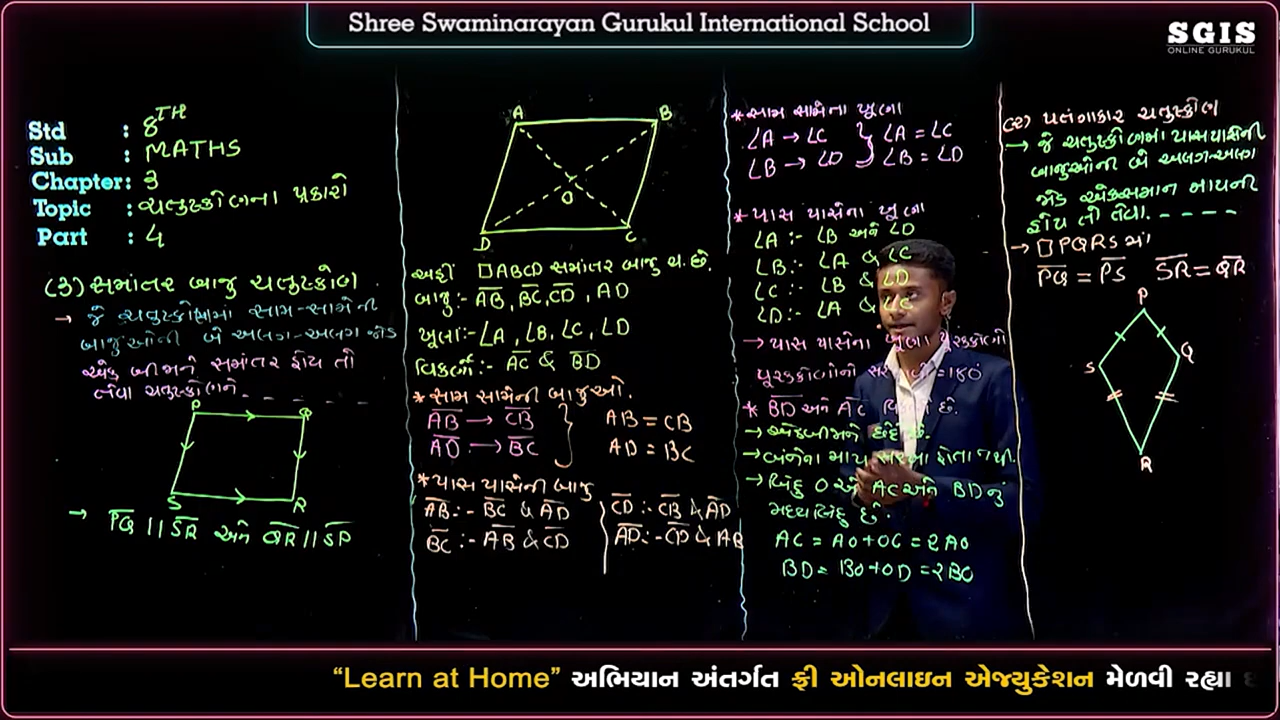 Shree Swaminarayan Gurukul International School
SGIS
ONLINE GURUKUL
Std : 8TH
Sub : MATHS
Chapter: 3
Topic : ચતુષ્કોણના પ્રકારો
Part : 4
(૩) સમાંતર બાજુ ચતુષ્કોણ
→ જે ચતુષ્કોણમાં સામ-સામેની
બાજુઓની બે અલગ-અલગ જોડ
એક બીજાને સમાંતર હોય તો
તેવા ચતુષ્કોણને - - - - - -
P
Q
S
R
→ PQ || SR અને QR || SP
A
B
O
D
C
અહીં □ABCD સમાંતર બાજુ ચ. છે.
બાજુ :- AB, BC, CD, AD
ખૂણા:- ∠A, ∠B, ∠C, ∠D
વિકર્ણ:- AC & BD
* સામ સામેની બાજુઓ.
AB → CB } AB = CB
AD → BC AD = BC
* પાસ પાસેની બાજુ
AB :- BC & AD
BC :- AB & CD
CD :- CB & AD
AD :- CD & AB
* સામ સામેના ખૂણા
∠A → ∠C } ∠A = ∠C
∠B → ∠D ∠B = ∠D
* પાસ પાસેના ખૂણા
∠A :- ∠B અને ∠D
∠B :- ∠A & ∠C
∠C :- ∠B & ∠D
∠D :- ∠A & ∠C
→ પાસ પાસેના ખૂણા
પૂરકકોણોનો = 180
* BD અને AC છે.
→ એકબીજાને છેદે છે.
→ બંનેના માપ સરખા હોતા નથી.
→ બિંદુ O એ AC અને BD નું
મધ્યબિંદુ છે.
AC = AO + OC = 2AO
BD = BO + OD = 2BO
પતંગાકાર ચતુષ્કોણ
→ જે ચતુષ્કોણમાં પાસપાસેની
બાજુઓની બે અલગ-અલગ
જોડ એકસમાન માપની
હોય તો તેવા - - - - -
→ □PQRS માં
PQ = PS SR = QR
P
S
Q
R
“Learn at Home” અભિયાન અંતર્ગત ફ્રી ઓનલાઇન એજ્યુકેશન મેળવી રહ્યા